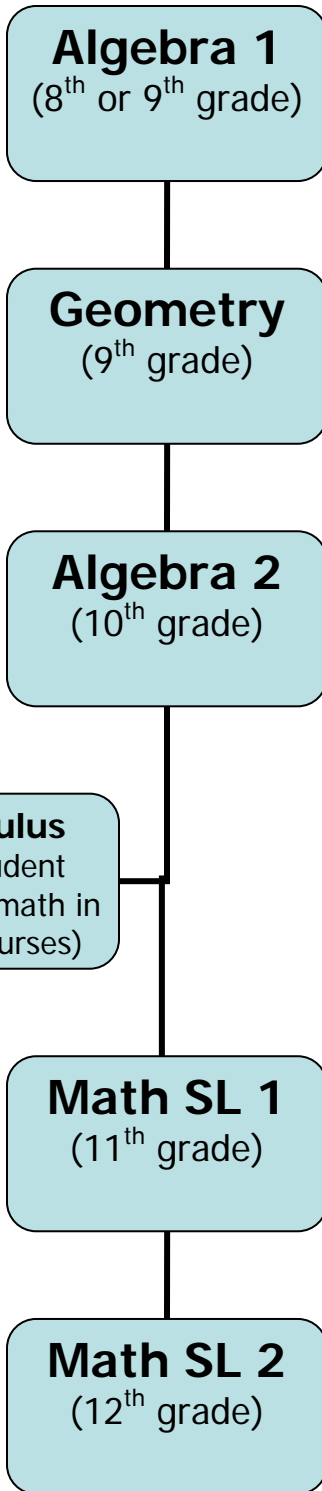 Algebra 1
(8th or 9th grade)
Geometry
(9th grade)
Algebra 2
(10th grade)
ulus
udent
math in
urses)
Math SL 1
(11th grade)
Math SL 2
(12th grade)